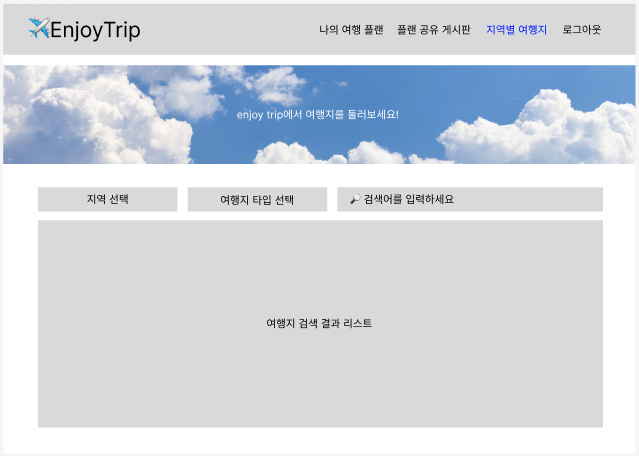 ✈️EnjoyTrip
나의 여행 플랜 플랜 공유 게시판 지역별 여행지 로그아웃
enjoy trip에서 여행지를 둘러보세요!
지역 선택 여행지 타입 선택 🔎 검색어를 입력하세요
여행지 검색 결과 리스트